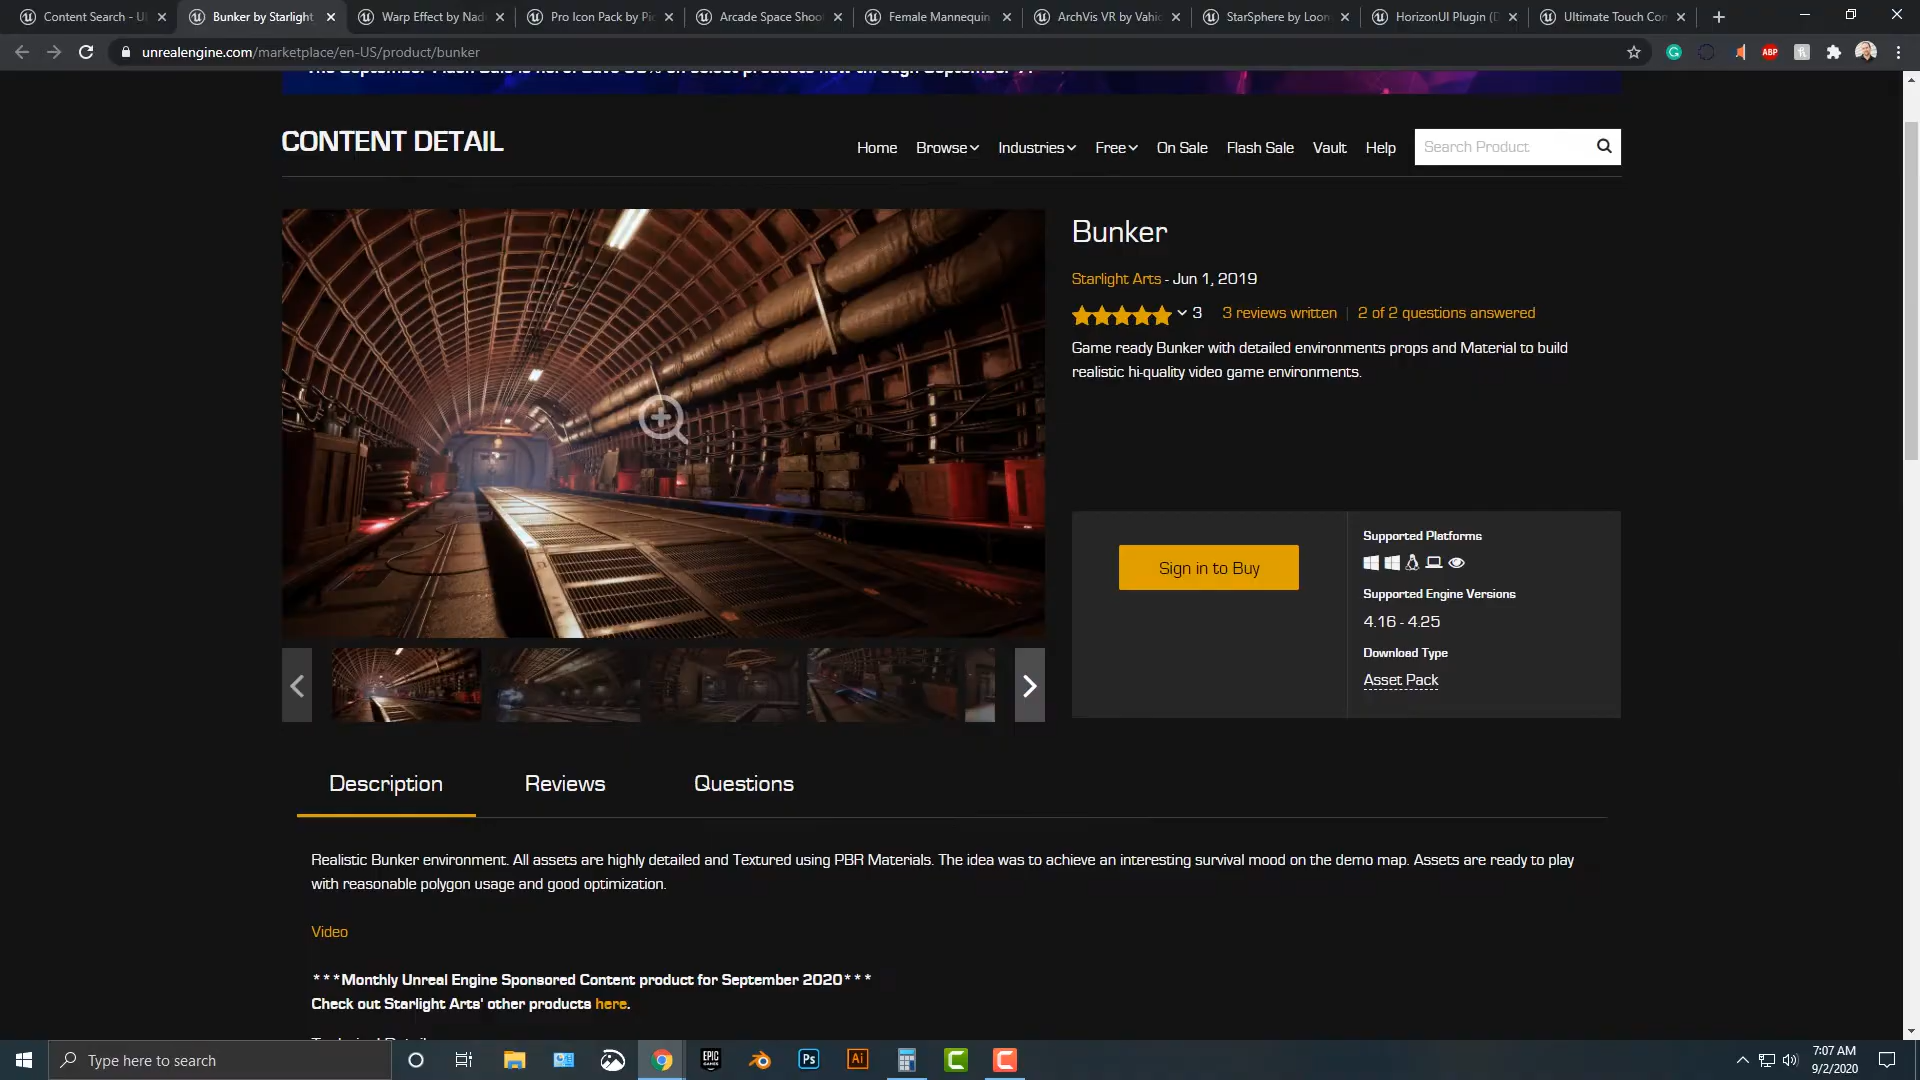 Content Search - U
Bunker by Starlight
Warp Effect by Nad
Pro Icon Pack by Pi
Arcade Space Shoo
Female Mannequin
ArchVis VR by Vahi
StarSphere by Loon
HorizonUI Plugin (D
Ultimate Touch Con
unrealengine.com/marketplace/en-US/product/bunker
ABP
CONTENT DETAIL
Home Browse Industries Free On Sale Flash Sale Vault Help Search Product
Bunker
Starlight Arts - Jun 1, 2019
3 3 reviews written | 2 of 2 questions answered
Game ready Bunker with detailed environments props and Material to build
realistic hi-quality video game environments.
Sign in to Buy
Supported Platforms
Supported Engine Versions
4.16 - 4.25
Download Type
Asset Pack
Description Reviews Questions
Realistic Bunker environment. All assets are highly detailed and Textured using PBR Materials. The idea was to achieve an interesting survival mood on the demo map. Assets are ready to play
with reasonable polygon usage and good optimization.
Video
***Monthly Unreal Engine Sponsored Content product for September 2020***
Check out Starlight Arts' other products here.
Type here to search
EPIC GAMES
Ps
Ai
7:07 AM
9/2/2020